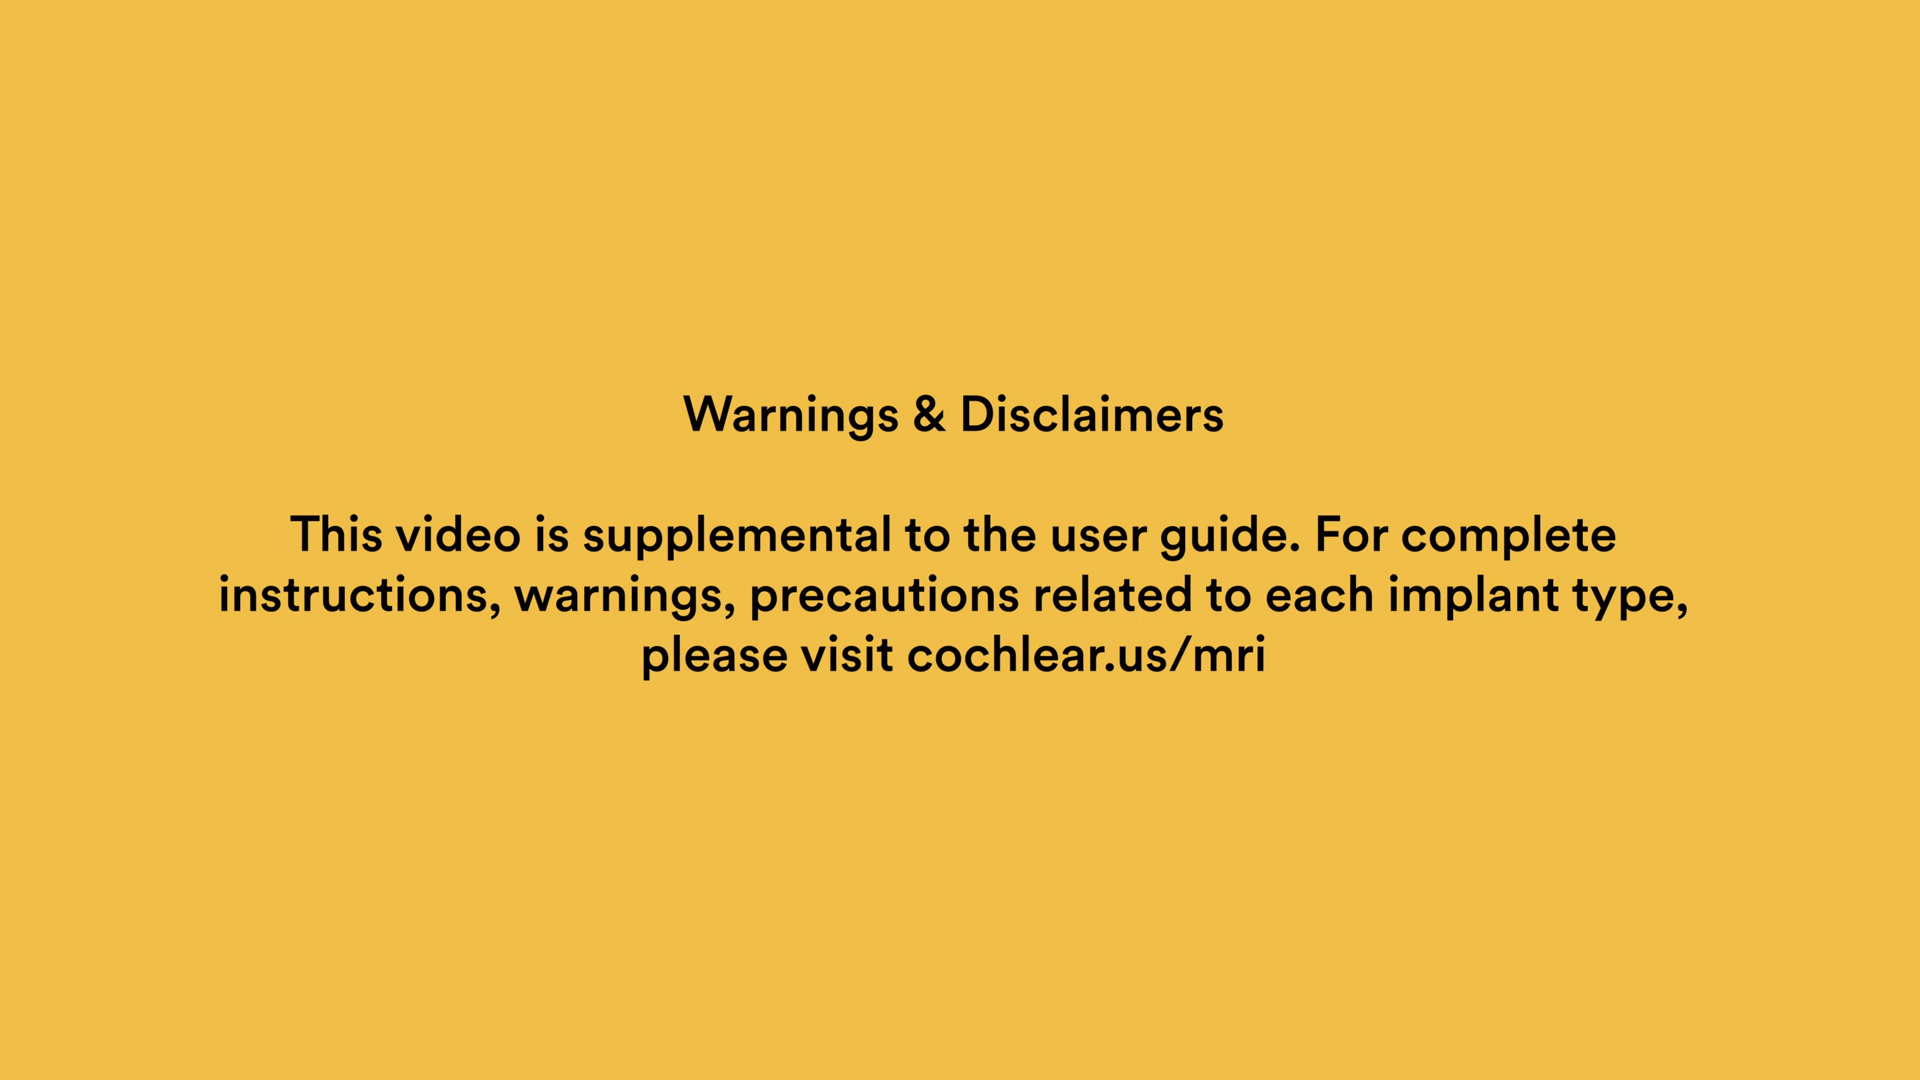 Warnings & Disclaimers
This video is supplemental to the user guide. For complete
instructions, warnings, precautions related to each implant type,
please visit cochlear.us/mri